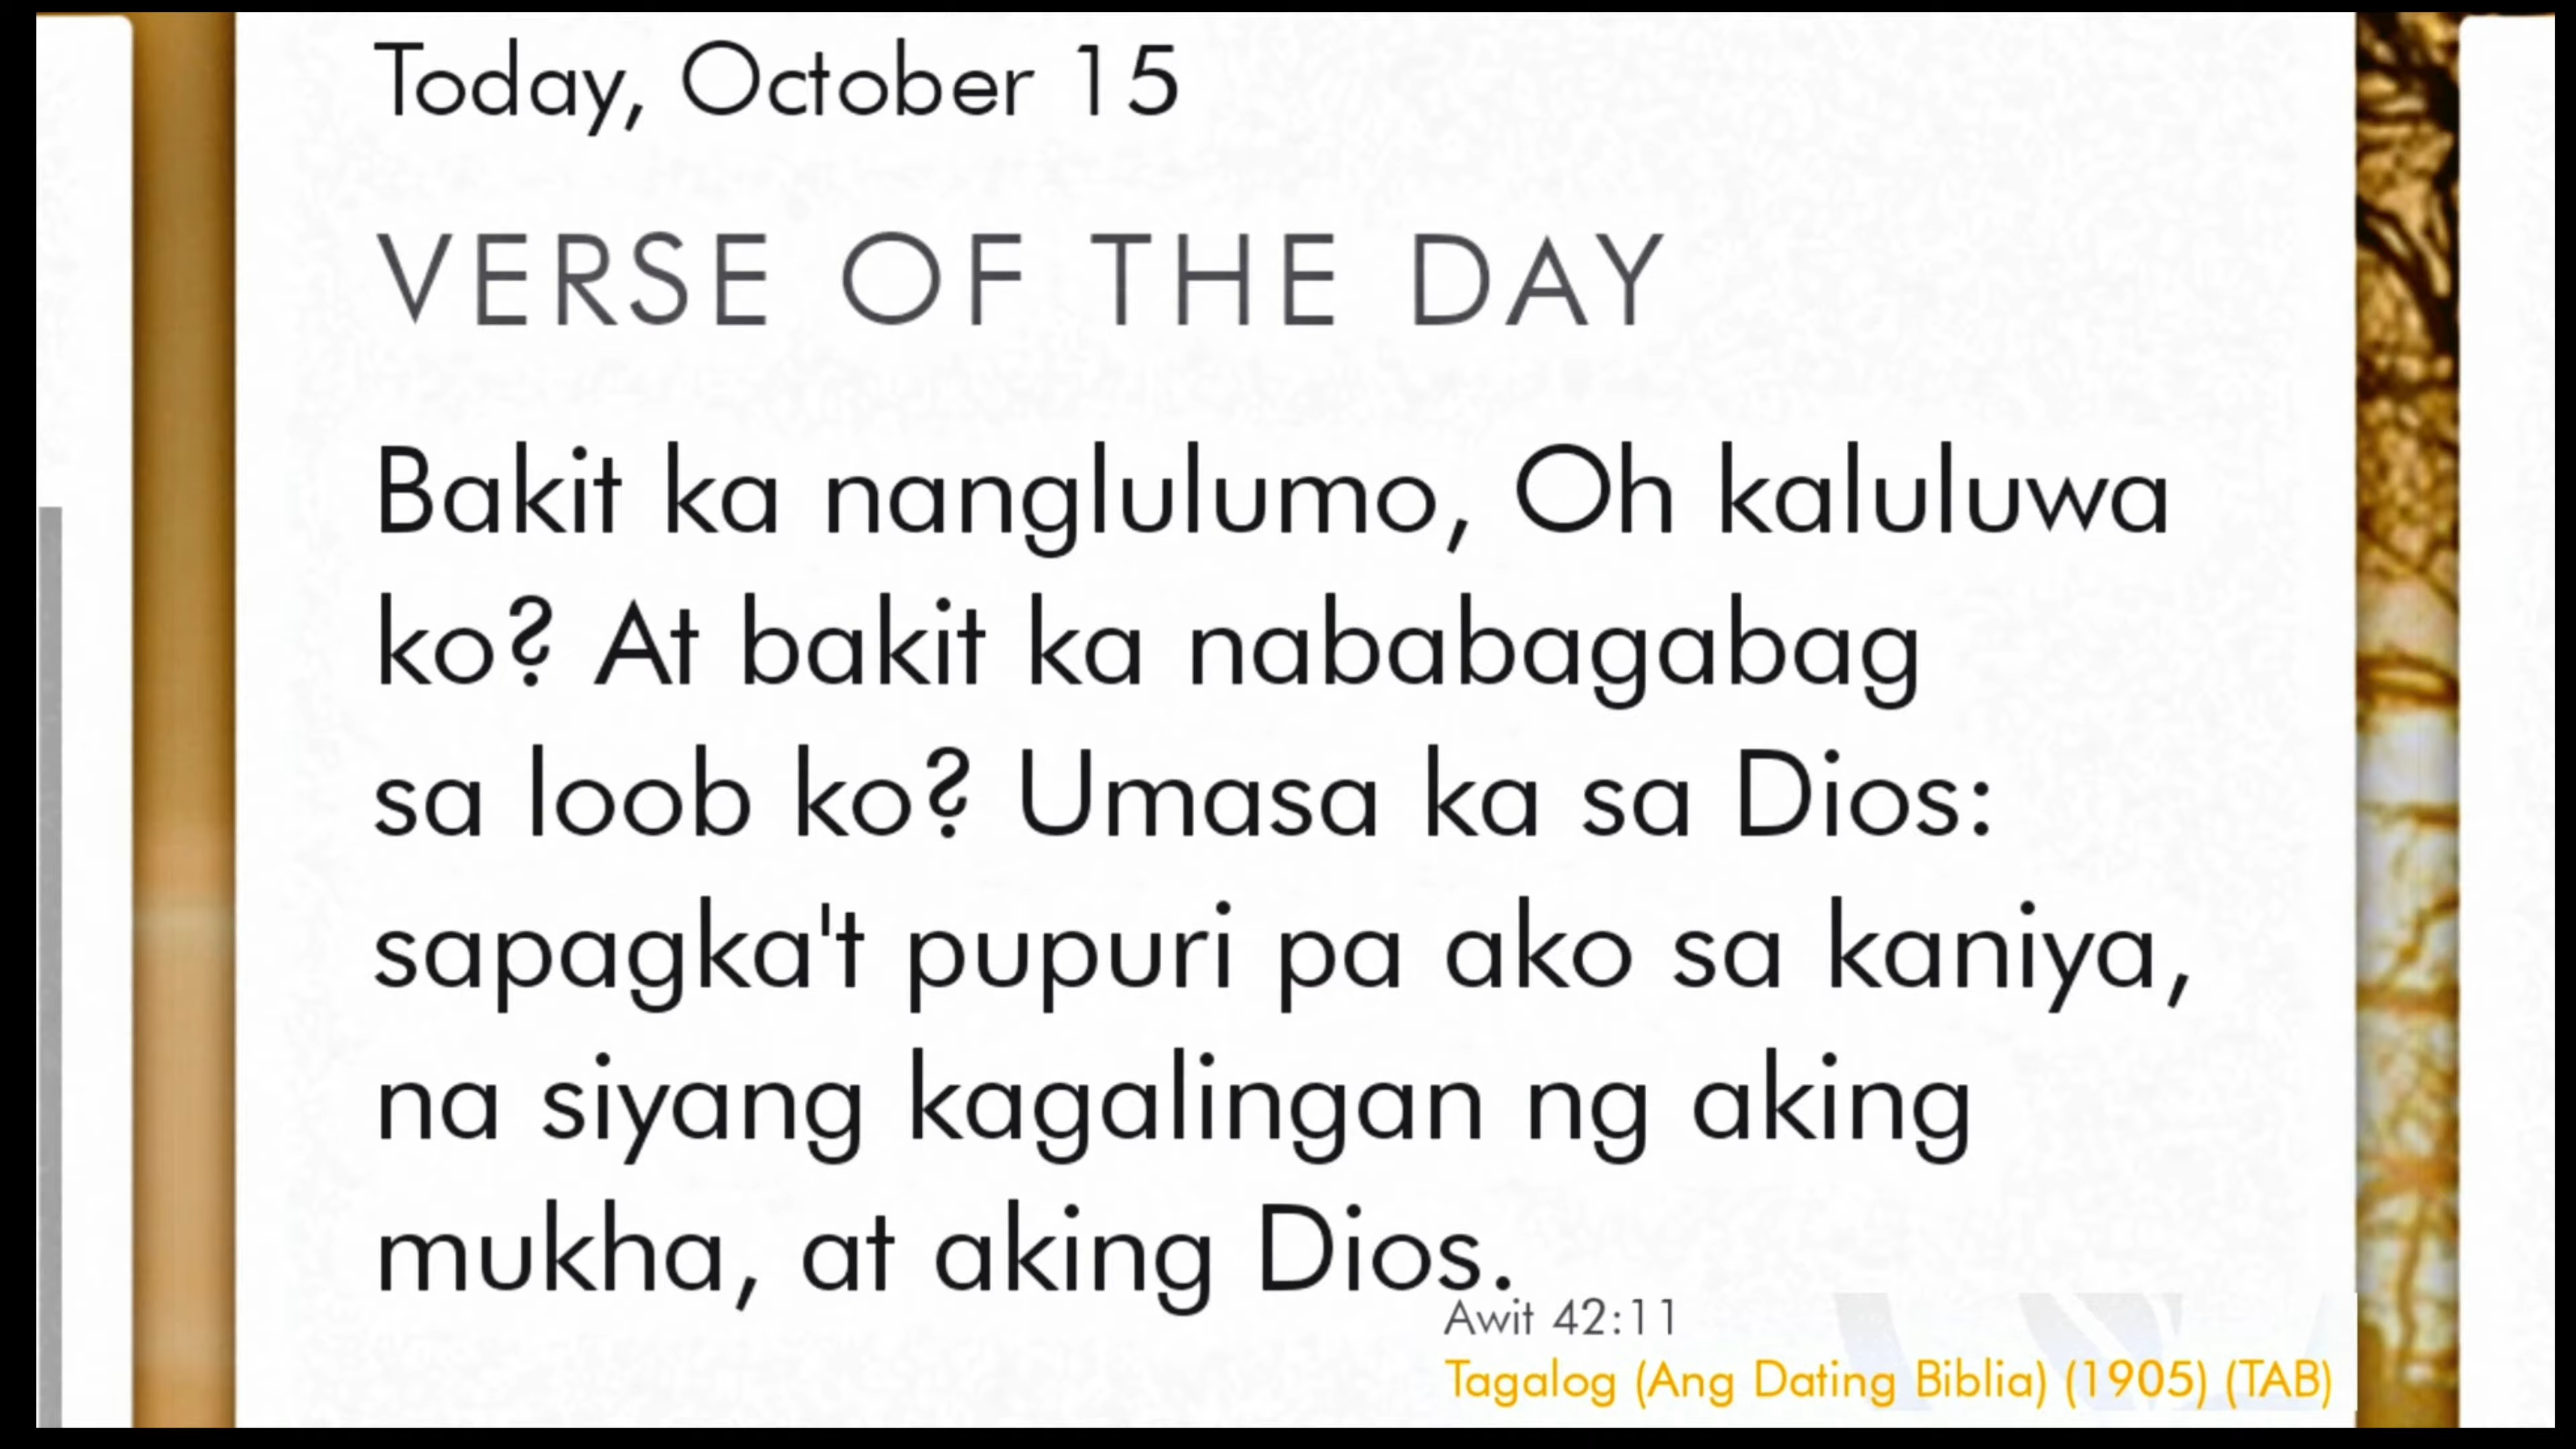 Today, October 15
VERSE OF THE DAY
Bakit ka nanglulumo, Oh kaluluwa
ko? At bakit ka nababagabag
sa loob ko? Umasa ka sa Dios:
sapagka't pupuri pa ako sa kaniya,
na siyang kagalingan ng aking
mukha, at aking Dios.
Awit 42:11
Tagalog (Ang Dating Biblia) (1905) (TAB)